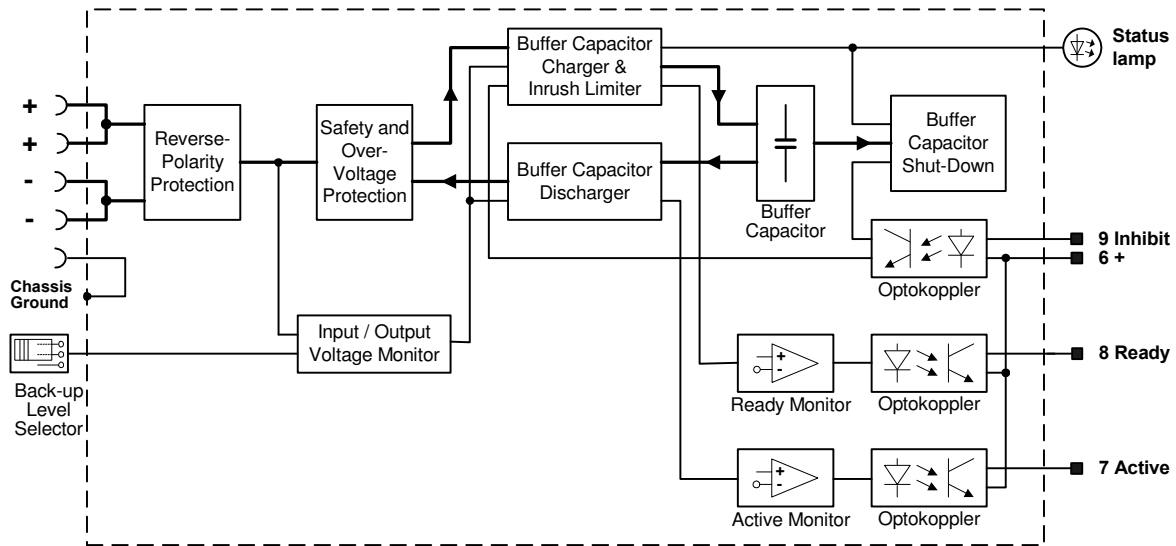 Buffer Capacitor
Charger &
Inrush Limiter
Status
lamp
+
+
-
-
Reverse-
Polarity
Protection
Safety and
Over-
Voltage
Protection
Buffer Capacitor
Discharger
Buffer
Capacitor
Buffer
Capacitor
Shut-Down
9 Inhibit
6 +
Optokoppler
Chassis
Ground
Input / Output
Voltage Monitor
Back-up
Level
Selector
+
-
Ready Monitor
Optokoppler
8 Ready
+
-
Active Monitor
Optokoppler
7 Active